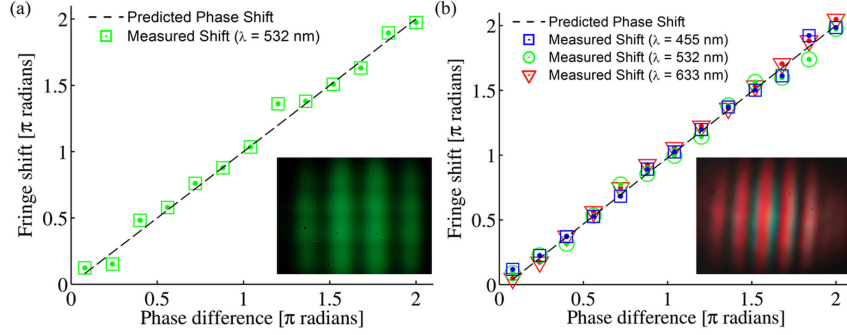 (a)
Predicted Phase Shift
Measured Shift (λ = 532 nm)
2
1.5
1
0.5
0
Fringe shift [π radians]
0
0.5
1
1.5
2
Phase difference [π radians]
(b)
Predicted Phase Shift
Measured Shift (λ = 455 nm)
Measured Shift (λ = 532 nm)
Measured Shift (λ = 633 nm)
2
1.5
1
0.5
0
Fringe shift [π radians]
0
0.5
1
1.5
2
Phase difference [π radians]